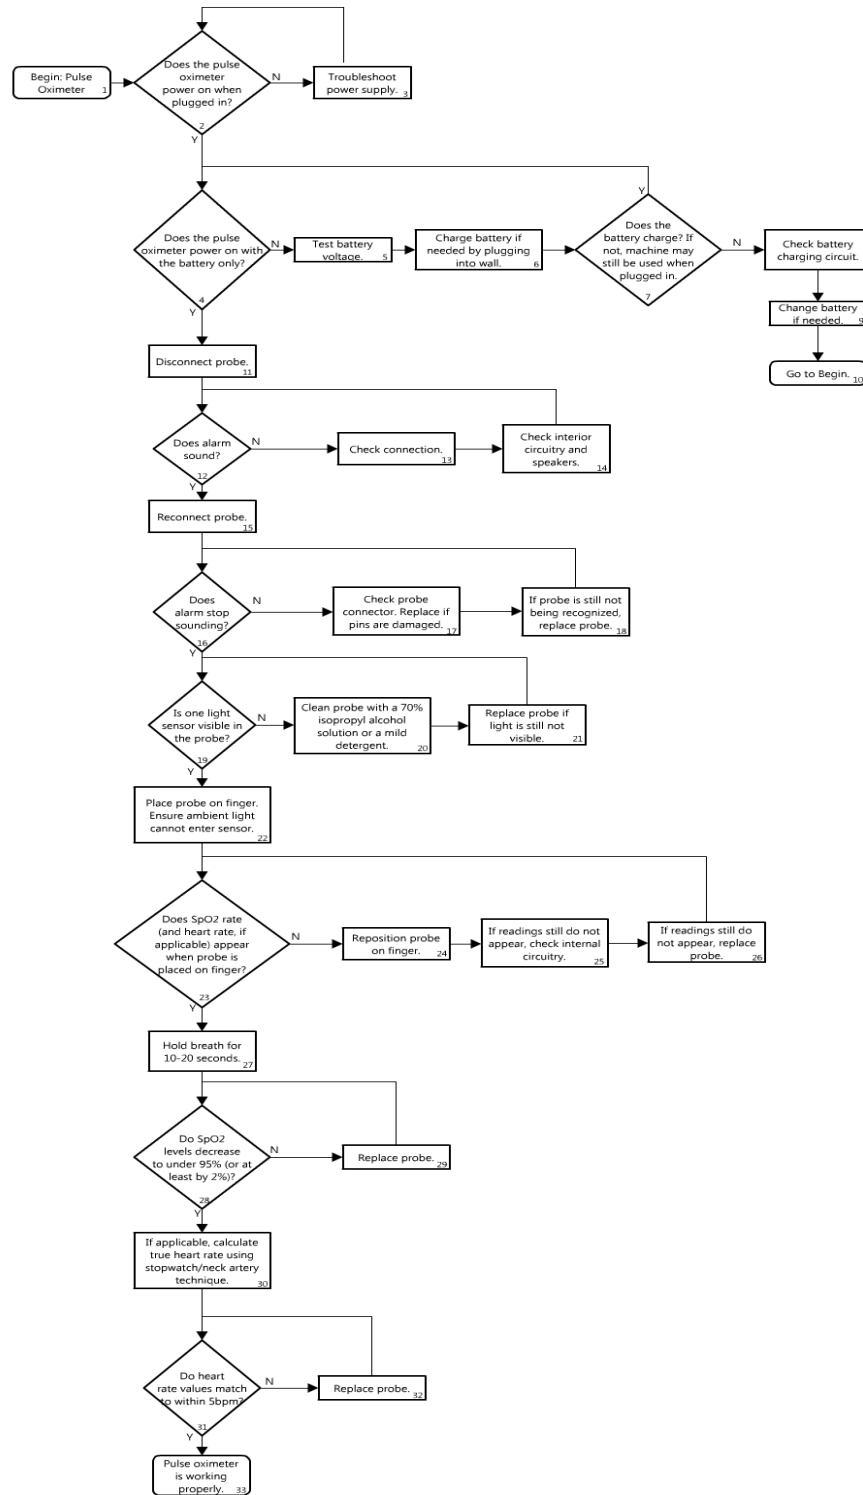 Begin: Pulse
Oximeter
1
Does the pulse
oximeter
power on when
plugged in?
2
N
Y
Troubleshoot
power supply.
3
Does the pulse
oximeter power on with
the battery only?
4
N
Y
Test battery
voltage.
5
Charge battery if
needed by plugging
into wall.
6
Y
Does the
battery charge? If
not, machine may
still be used when
plugged in.
7
N
Check battery
charging circuit.
Change battery
if needed.
9
Go to Begin.
10
Disconnect probe.
11
Does alarm
sound?
12
N
Y
Check connection.
13
Check interior
circuitry and
speakers.
14
Reconnect probe.
15
Does
alarm stop
sounding?
16
N
Y
Check probe
connector. Replace if
pins are damaged.
17
If probe is still not
being recognized,
replace probe.
18
Is one light
sensor visible in
the probe?
19
N
Y
Clean probe with a 70%
isopropyl alcohol
solution or a mild
detergent.
20
Replace probe if
light is still not
visible.
21
Place probe on finger.
Ensure ambient light
cannot enter sensor.
22
Does SpO2 rate
(and heart rate, if
applicable) appear
when probe is
placed on finger?
23
N
Y
Reposition probe
on finger.
24
If readings still do not
appear, check internal
circuitry.
25
If readings still do
not appear, replace
probe.
26
Hold breath for
10-20 seconds.
27
Do SpO2
levels decrease
to under 95% (or at
least by 2%)?
28
N
Y
Replace probe.
29
If applicable, calculate
true heart rate using
stopwatch/neck artery
technique.
30
Do heart
rate values match
to within 5bpm?
31
N
Y
Replace probe.
32
Pulse oximeter
is working
properly.
33